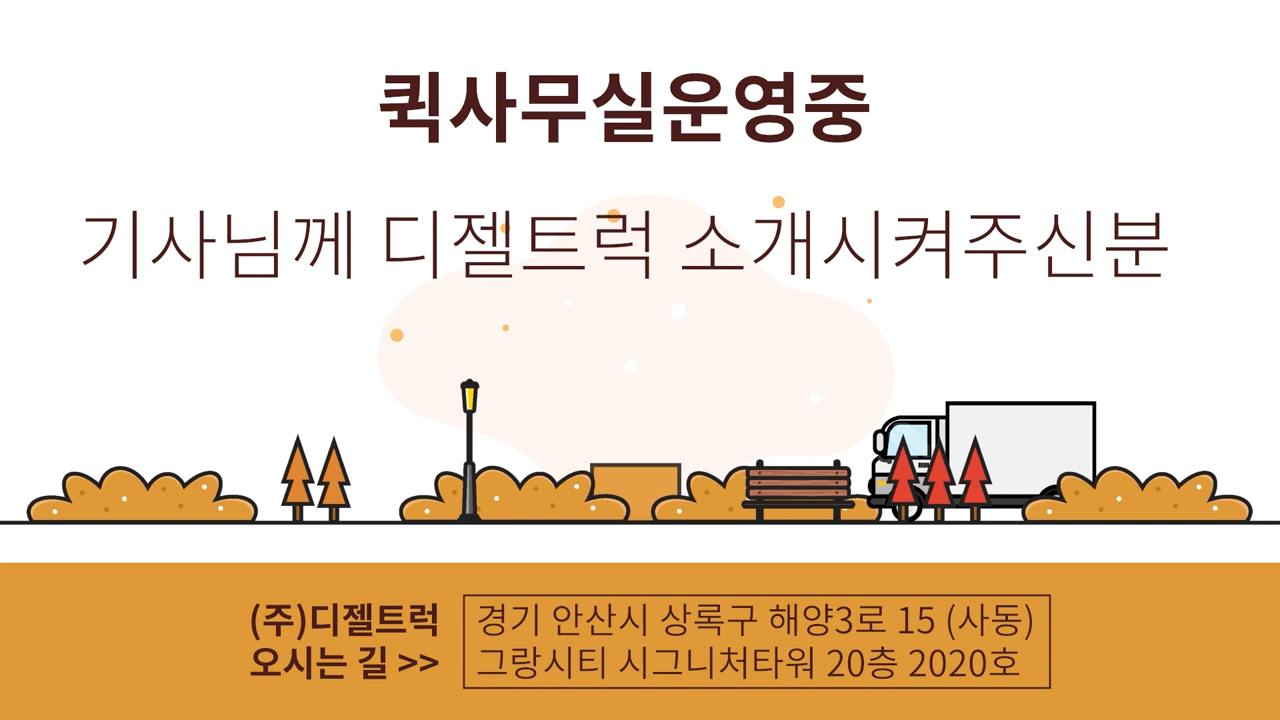 퀵사무실운영중
기사님께 디젤트럭 소개시켜주신분
(주)디젤트럭
오시는 길 >>
경기 안산시 상록구 해양3로 15 (사동)
그랑시티 시그니처타워 20층 2020호